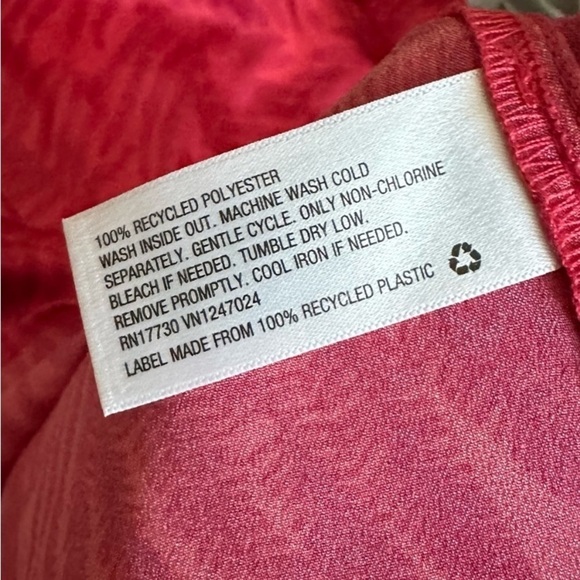 100% RECYCLED POLYESTER
WASH INSIDE OUT. MACHINE WASH COLD
SEPARATELY. GENTLE CYCLE. ONLY NON-CHLORINE
BLEACH IF NEEDED. TUMBLE DRY LOW.
REMOVE PROMPTLY. COOL IRON IF NEEDED.
RN17730 VN1247024
LABEL MADE FROM 100% RECYCLED PLASTIC